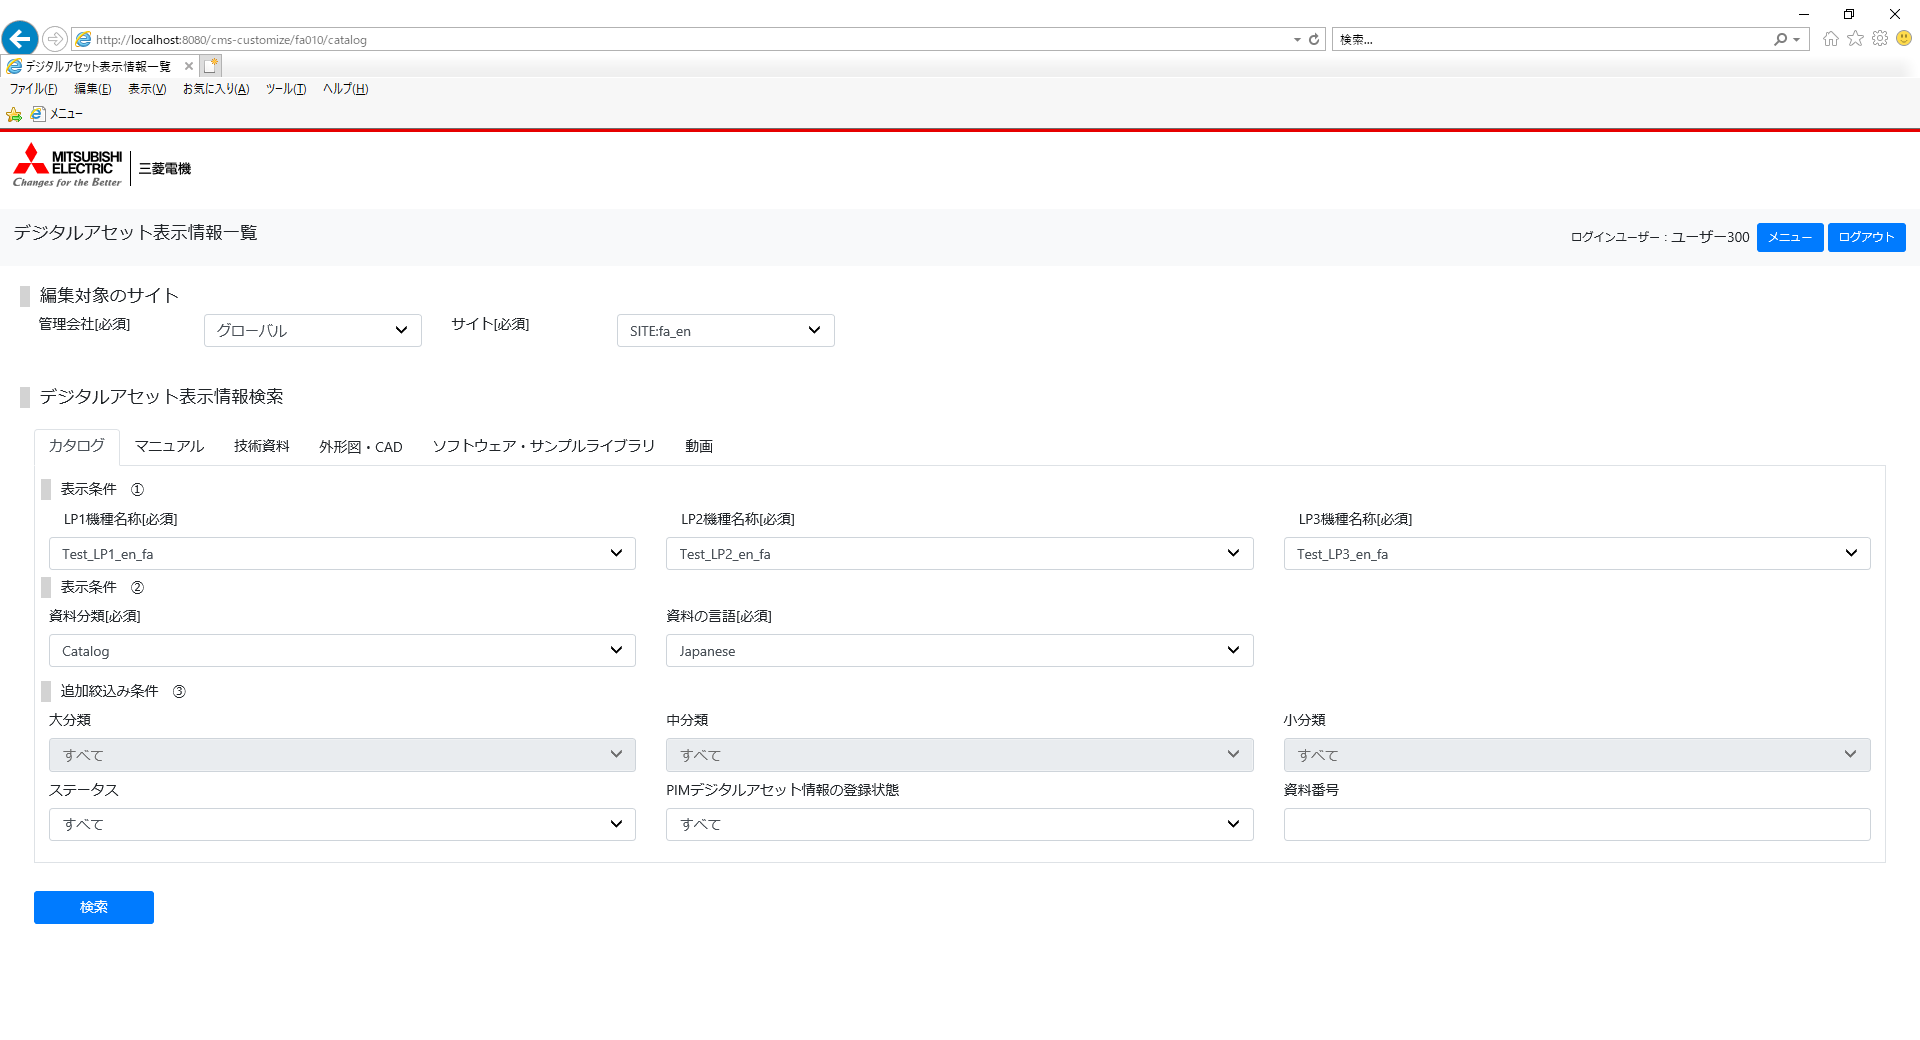 http://localhost:8080/cms-customize/fa010/catalog
検索...
デジタルアセット表示情報一覧
ファイル(F) 編集(E) 表示(V) お気に入り(A) ツール(T) ヘルプ(H)
メニュー
MITSUBISHI ELECTRIC
Changes for the Better
三菱電機
デジタルアセット表示情報一覧
ログインユーザー : ユーザー300 メニュー ログアウト
編集対象のサイト
管理会社[必須] グローバル サイト[必須] SITE:fa_en
デジタルアセット表示情報検索
カタログ マニュアル 技術資料 外形図・CAD ソフトウェア・サンプルライブラリ 動画
表示条件 ①
LP1機種名称[必須] LP2機種名称[必須] LP3機種名称[必須]
Test_LP1_en_fa Test_LP2_en_fa Test_LP3_en_fa
表示条件 ②
資料分類[必須] 資料の言語[必須]
Catalog Japanese
追加絞込み条件 ③
大分類 中分類 小分類
すべて すべて すべて
ステータス PIMデジタルアセット情報の登録状態 資料番号
すべて すべて
検索